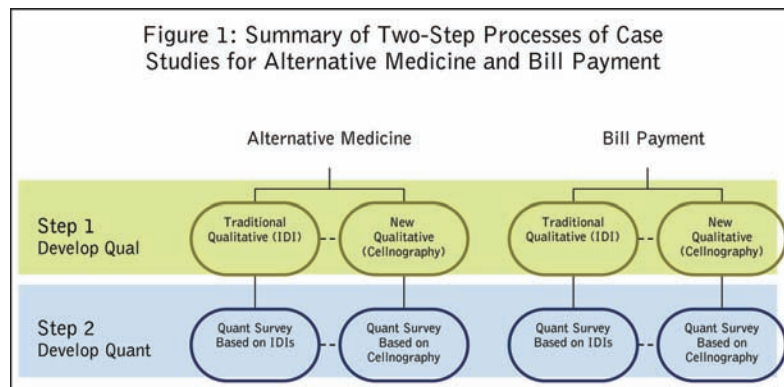 Figure 1: Summary of Two-Step Processes of Case
Studies for Alternative Medicine and Bill Payment
Alternative Medicine
Bill Payment
Step 1
Develop Qual
Traditional
Qualitative (IDI)
New
Qualitative
(Cellnography)
Traditional
Qualitative (IDI)
New
Qualitative
(Cellnography)
Step 2
Develop Quant
Quant Survey
Based on IDIs
Quant Survey
Based on
Cellnography
Quant Survey
Based on IDIs
Quant Survey
Based on
Cellnography